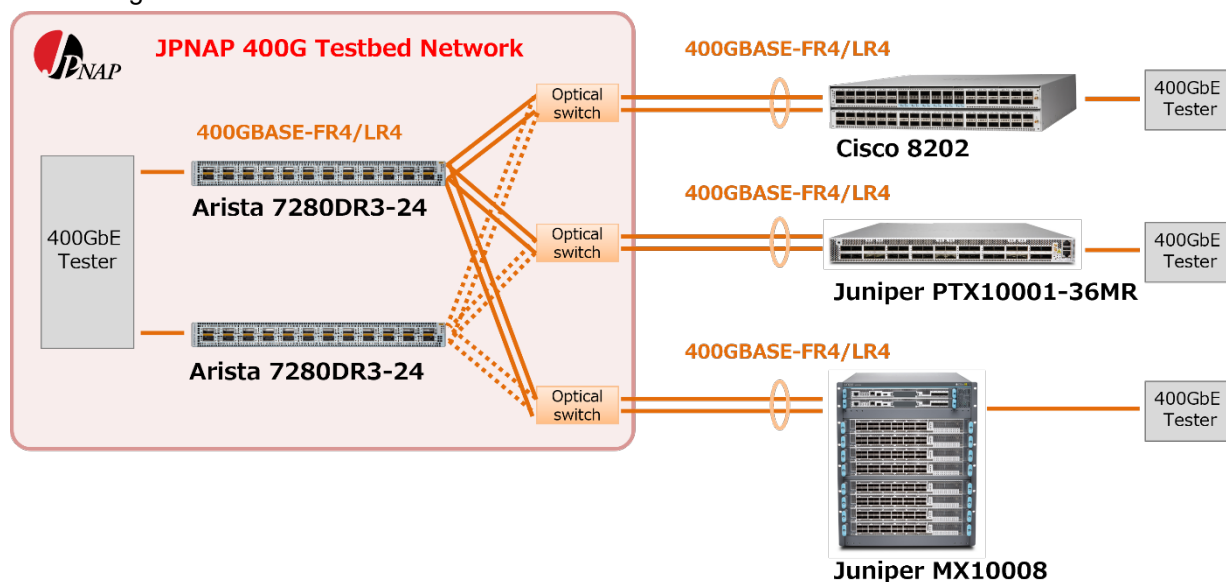 JPNAP
JPNAP 400G Testbed Network
400GBASE-FR4/LR4
Optical
switch
400GbE
Tester
400GBASE-FR4/LR4
Cisco 8202
Arista 7280DR3-24
400GBASE-FR4/LR4
400GbE
Tester
Optical
switch
400GbE
Tester
Juniper PTX10001-36MR
Arista 7280DR3-24
400GBASE-FR4/LR4
Optical
switch
400GbE
Tester
Juniper MX10008